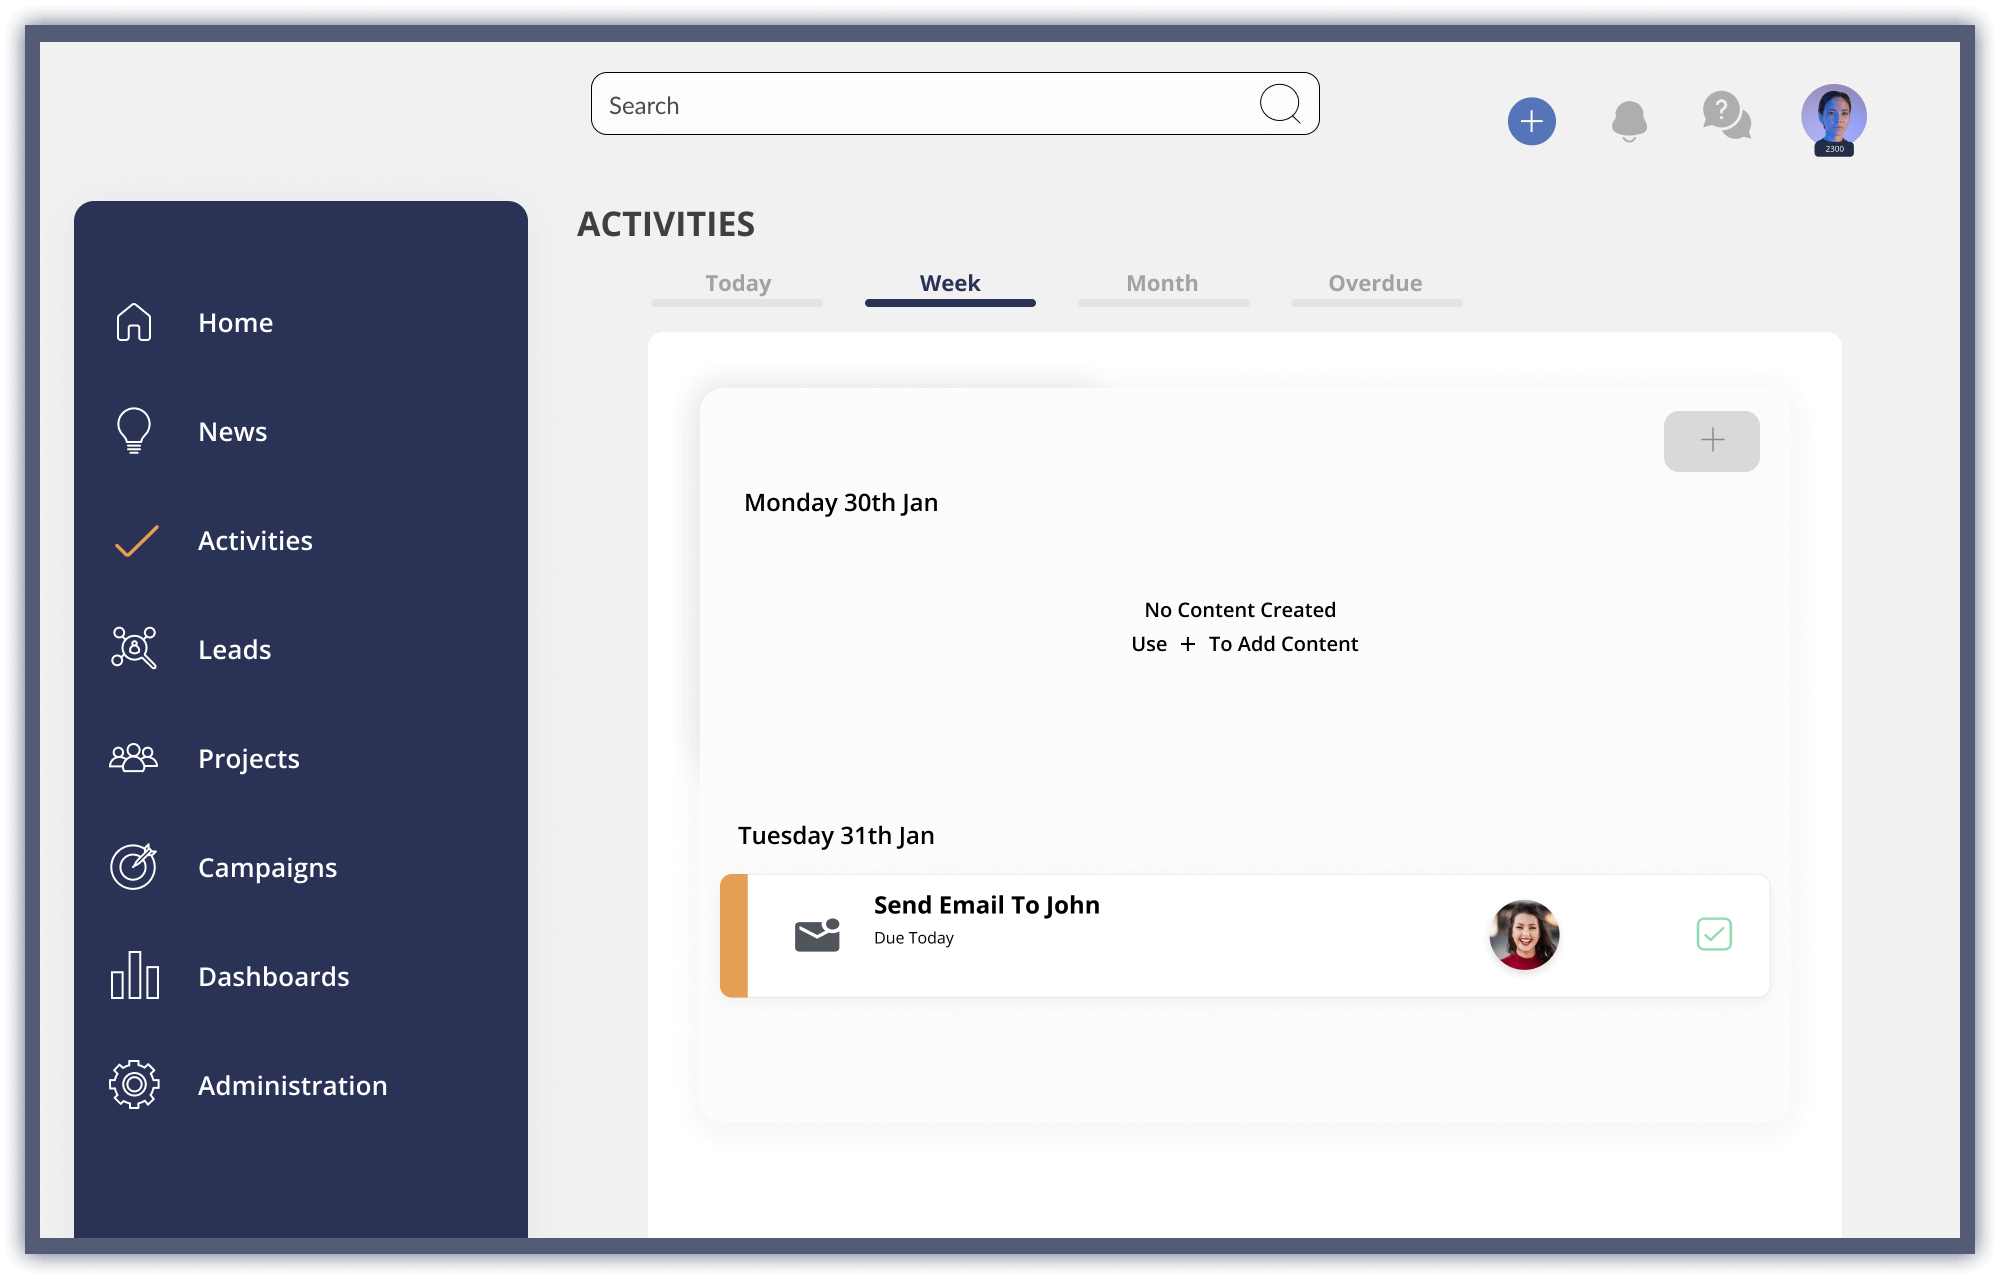 Search
2300
Home
News
Activities
Leads
Projects
Campaigns
Dashboards
Administration
ACTIVITIES
Today Week Month Overdue
Monday 30th Jan
No Content Created
Use + To Add Content
Tuesday 31th Jan
Send Email To John
Due Today